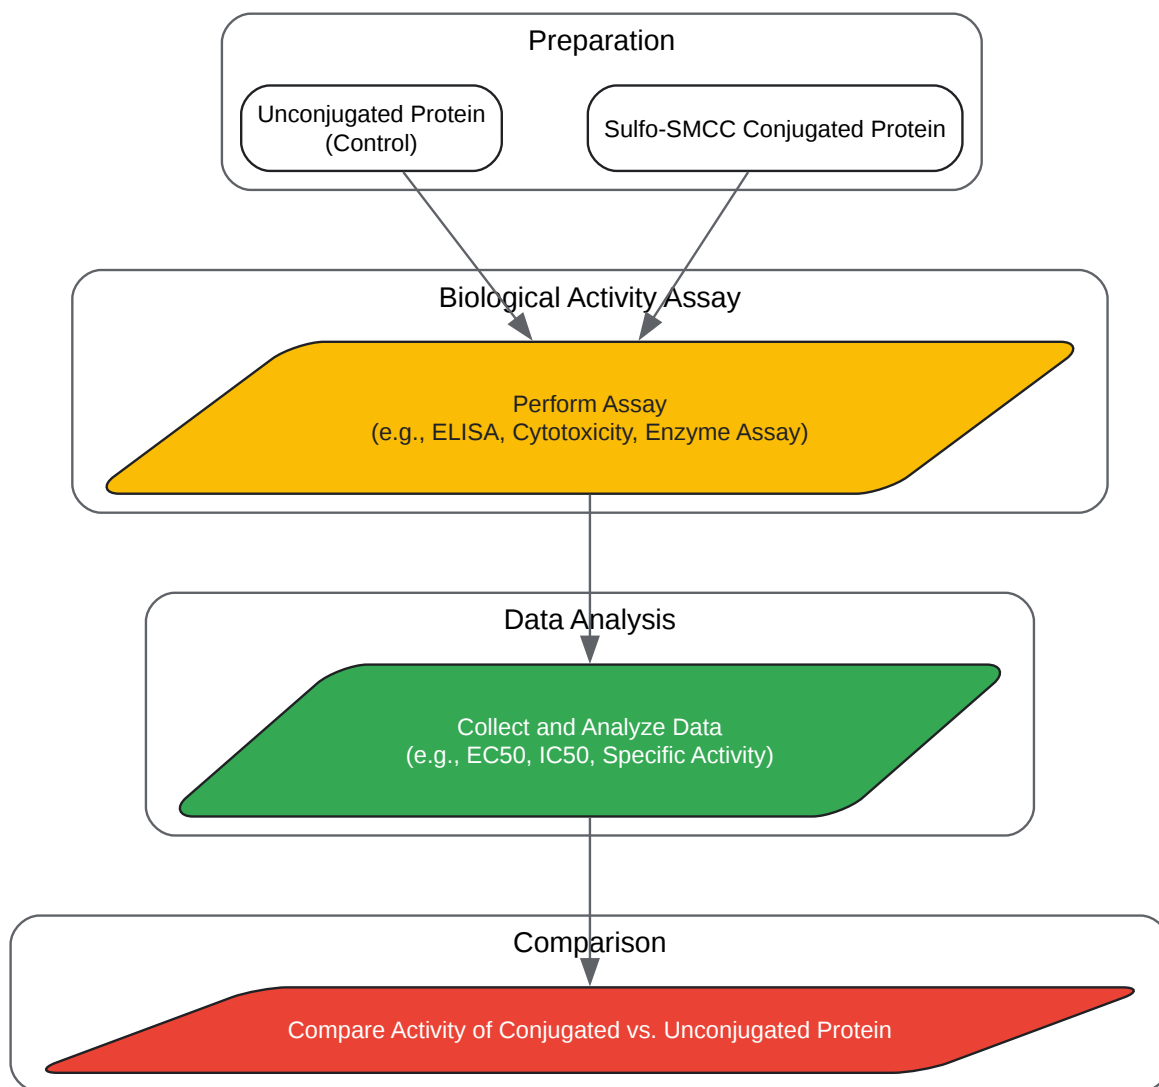 Preparation
Unconjugated Protein
(Control)
Sulfo-SMCC Conjugated Protein
Biological Activity Assay
Perform Assay
(e.g., ELISA, Cytotoxicity, Enzyme Assay)
Data Analysis
Collect and Analyze Data
(e.g., EC50, IC50, Specific Activity)
Comparison
Compare Activity of Conjugated vs. Unconjugated Protein